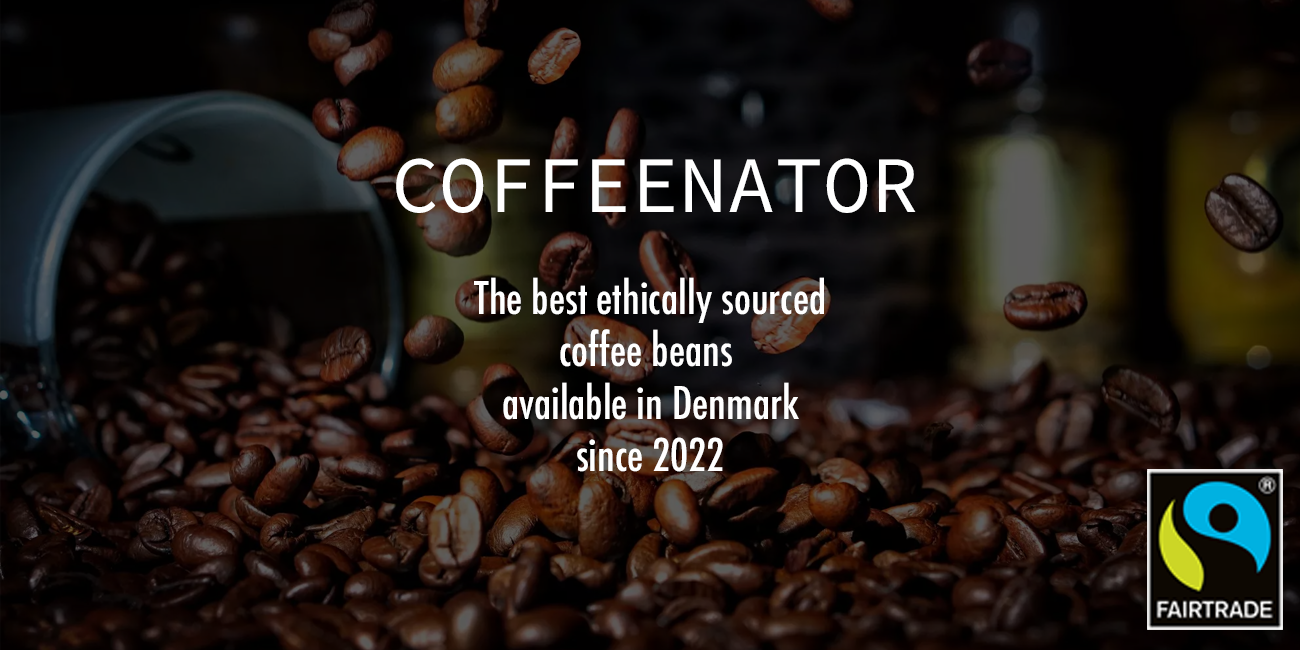 COFFEENATOR
The best ethically sourced
coffee beans
available in Denmark
since 2022
®
FAIRTRADE